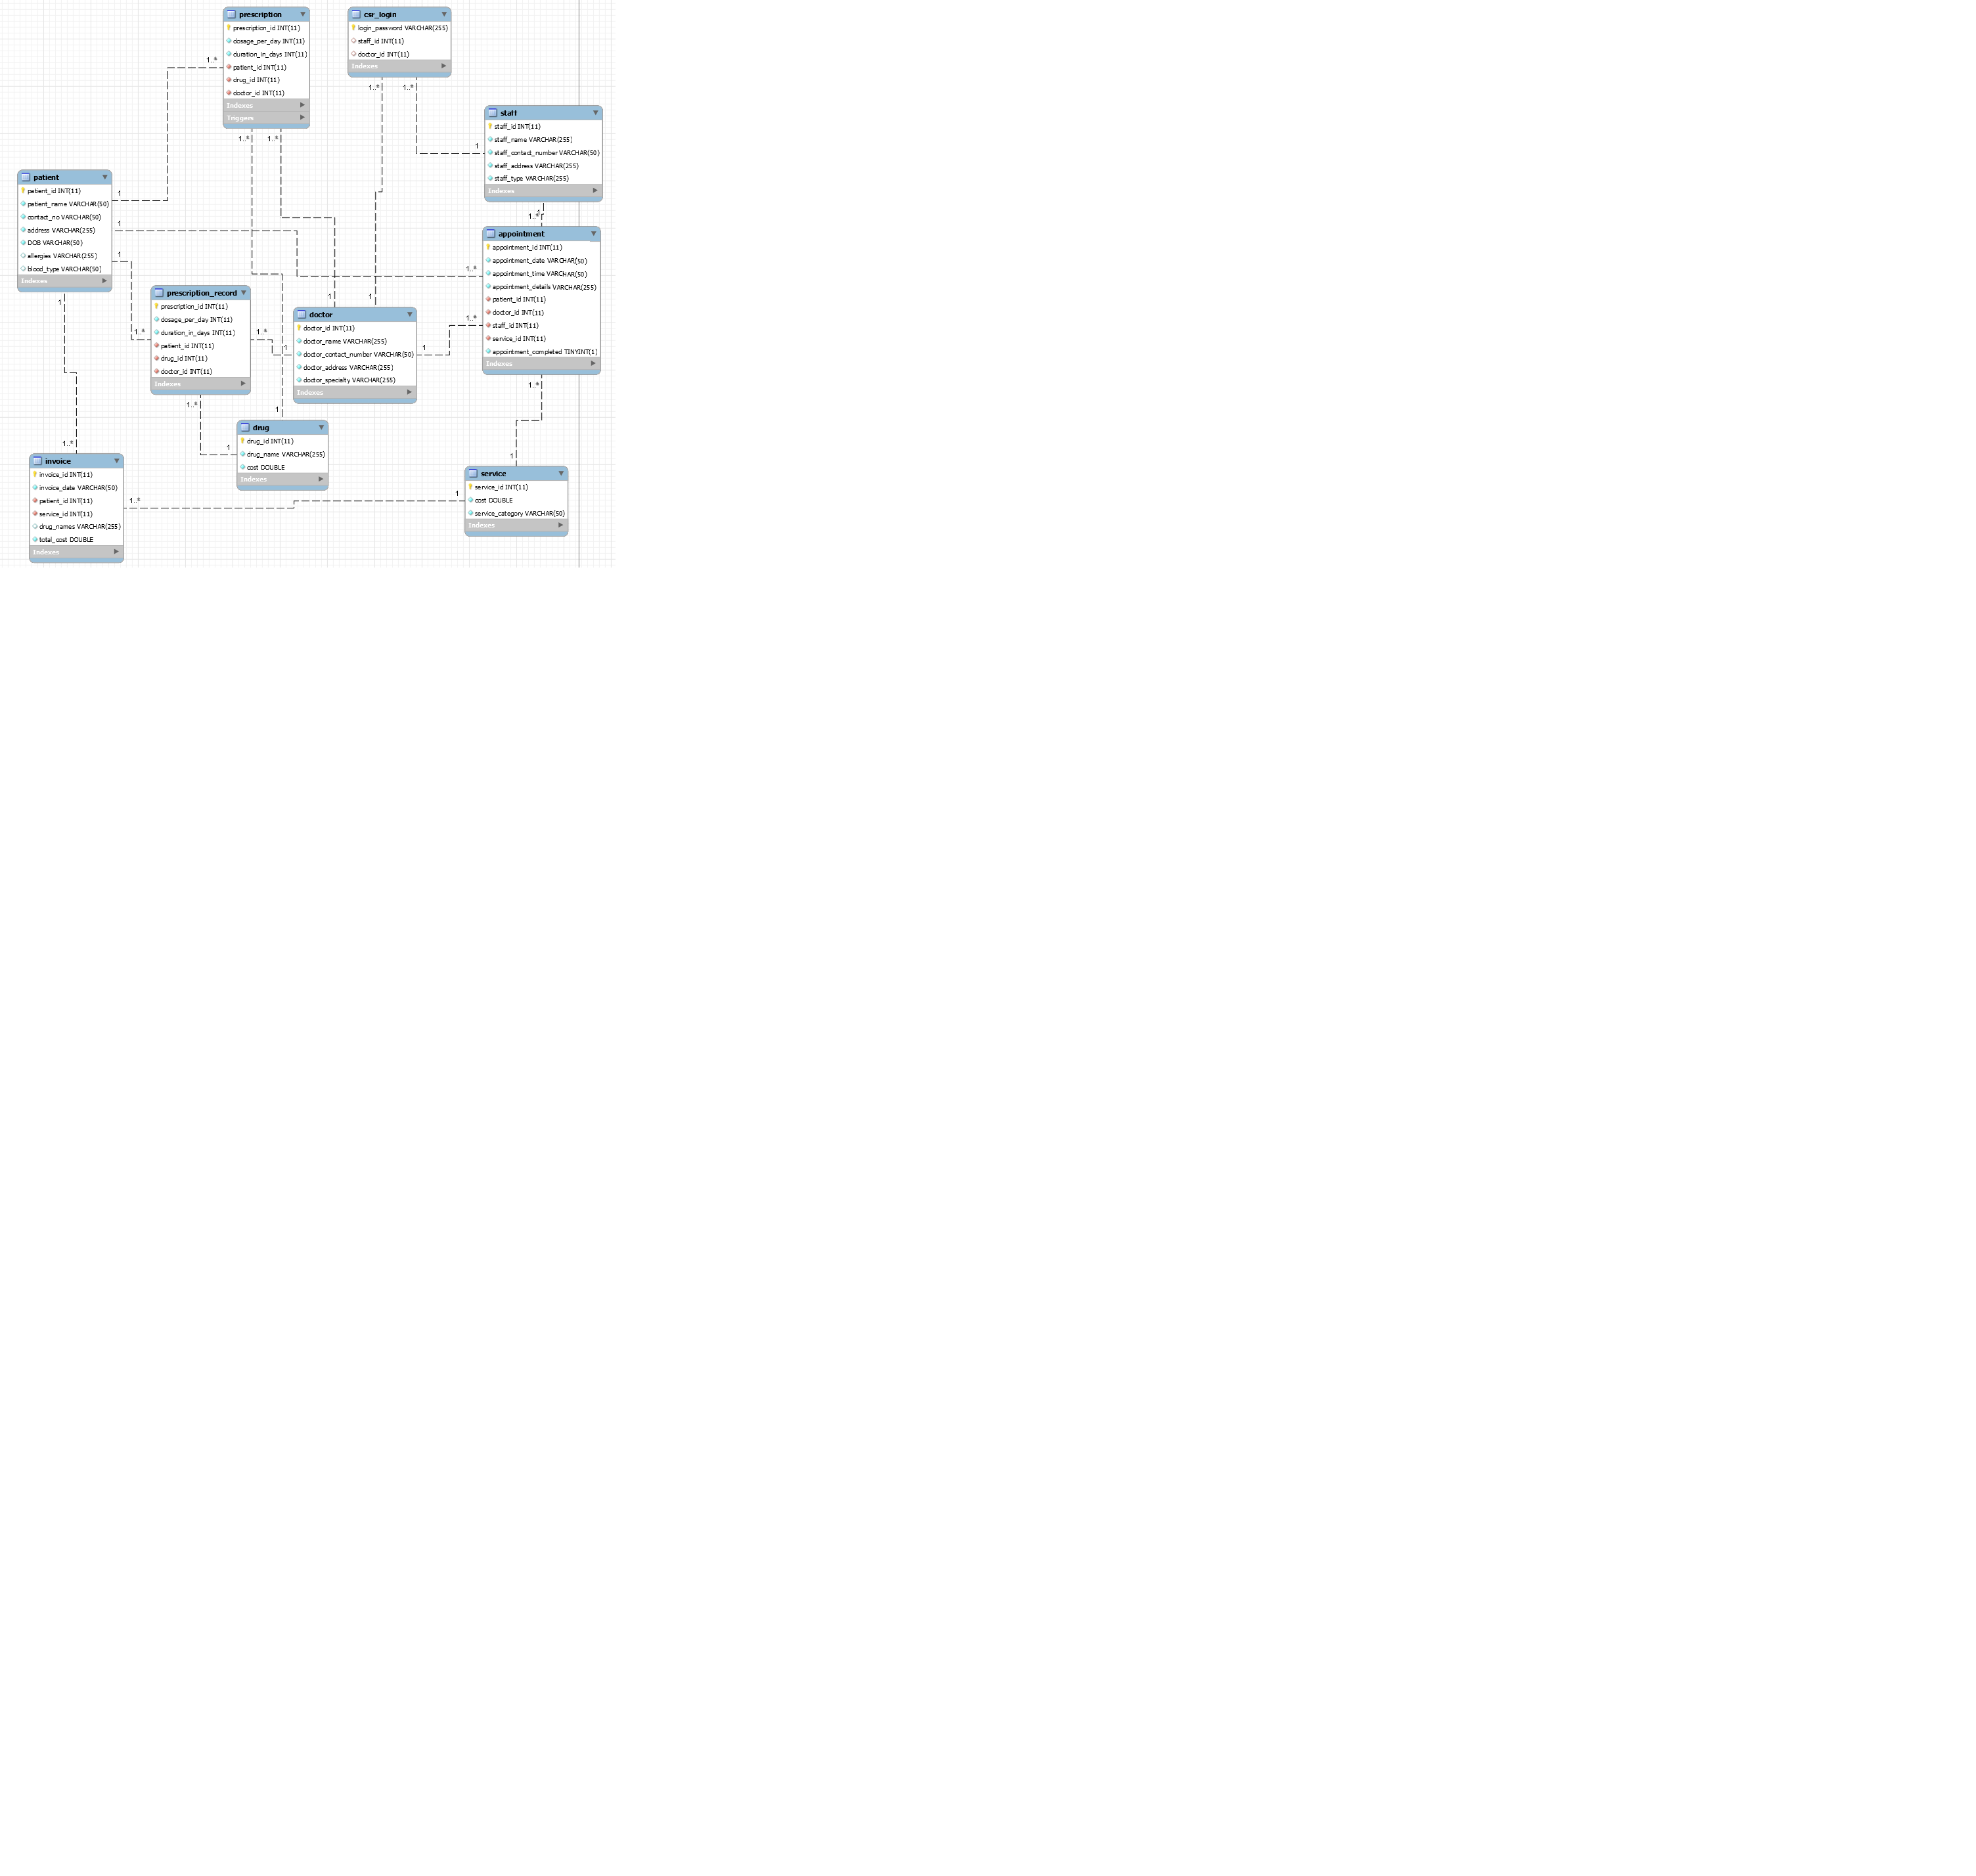 prescription
prescription_id INT(11)
dosage_per_day INT(11)
duration_in_days INT(11)
patient_id INT(11)
drug_id INT(11)
doctor_id INT(11)
Indexes
Triggers
1..*
1..*
1..*
csr_login
login_password VARCHAR(255)
staff_id INT(11)
doctor_id INT(11)
Indexes
1..*
1..*
staff
staff_id INT(11)
staff_name VARCHAR(255)
staff_contact_number VARCHAR(50)
staff_address VARCHAR(255)
staff_type VARCHAR(255)
Indexes
1
1
1..*
patient
patient_id INT(11)
patient_name VARCHAR(50)
contact_no VARCHAR(50)
address VARCHAR(255)
DOB VARCHAR(50)
allergies VARCHAR(255)
blood_type VARCHAR(50)
Indexes
1
1
1
1
appointment
appointment_id INT(11)
appointment_date VARCHAR(50)
appointment_time VARCHAR(50)
appointment_details VARCHAR(255)
patient_id INT(11)
doctor_id INT(11)
staff_id INT(11)
service_id INT(11)
appointment_completed TINYINT(1)
Indexes
1..*
1..*
1..*
prescription_record
prescription_id INT(11)
dosage_per_day INT(11)
duration_in_days INT(11)
patient_id INT(11)
drug_id INT(11)
doctor_id INT(11)
Indexes
1..*
1..*
1..*
doctor
doctor_id INT(11)
doctor_name VARCHAR(255)
doctor_contact_number VARCHAR(50)
doctor_address VARCHAR(255)
doctor_specialty VARCHAR(255)
Indexes
1
1
1
1
drug
drug_id INT(11)
drug_name VARCHAR(255)
cost DOUBLE
Indexes
1
1
invoice
invoice_id INT(11)
invoice_date VARCHAR(50)
patient_id INT(11)
service_id INT(11)
drug_names VARCHAR(255)
total_cost DOUBLE
Indexes
1..*
1..*
service
service_id INT(11)
cost DOUBLE
service_category VARCHAR(50)
Indexes
1
1